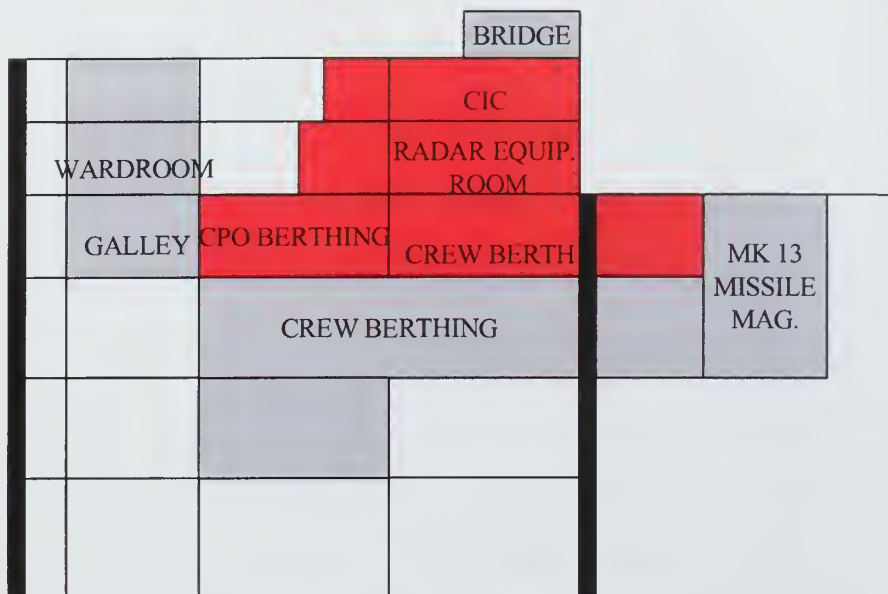 BRIDGE
CIC
WARDROOM
RADAR EQUIP.
ROOM
GALLEY
CPO BERTHING
CREW BERTH
MK 13
MISSILE
MAG.
CREW BERTHING